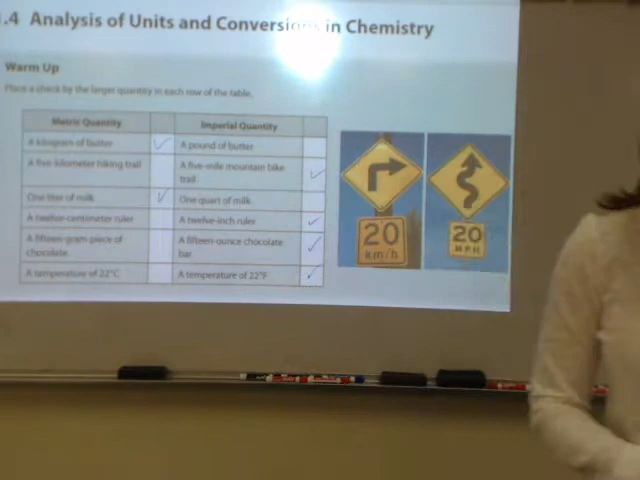 .4 Analysis of Units and Conversions in Chemistry
Warm Up
Place a check by the larger quantity in each row of the table.
Metric Quantity
Imperial Quantity
A kilogram of butter
A pound of butter
A five-kilometer hiking trail
A five-mile mountain bike
trail
One liter of milk
One quart of milk
A twelve-centimeter ruler
A twelve-inch ruler
A fifteen-gram piece of
chocolate
A fifteen-ounce chocolate
bar
A temperature of 22°C
A temperature of 22°F
20
km/h
20
MPH